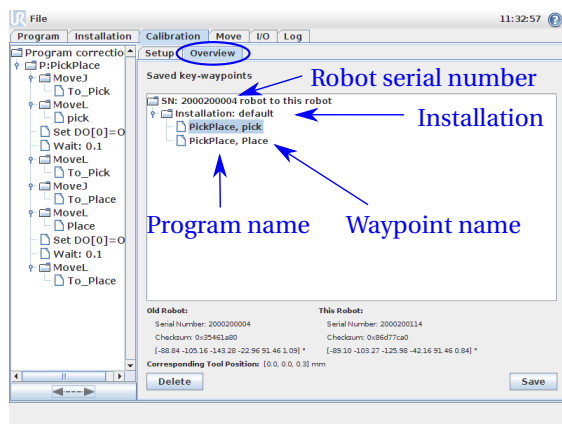 UR File 11:32:57 ?
Program Installation Calibration Move I/O Log
Program correctio Setup Overview
P:PickPlace
MoveJ
To_Pick
MoveL
pick
Set DO[0]=O
Wait: 0.1
MoveL
To_Pick
MoveJ
To_Place
MoveL
Place
Set DO[0]=O
Wait: 0.1
MoveL
To_Place
Saved key-waypoints
Robot serial number
SN: 2000200004 robot to this robot
Installation: default
Installation
PickPlace, pick
PickPlace, Place
Program name Waypoint name
Old Robot: This Robot:
Serial Number: 2000200004 Serial Number: 2000200114
Checksum: 0x35461a80 Checksum: 0x86d77ca0
[-88.84 -105.16 -143.28 -22.96 91.46 1.09] * [-89.10 -103.27 -125.98 -42.16 91.46 0.84] *
Corresponding Tool Position: [0.0, 0.0, 0.3] mm
Delete Save